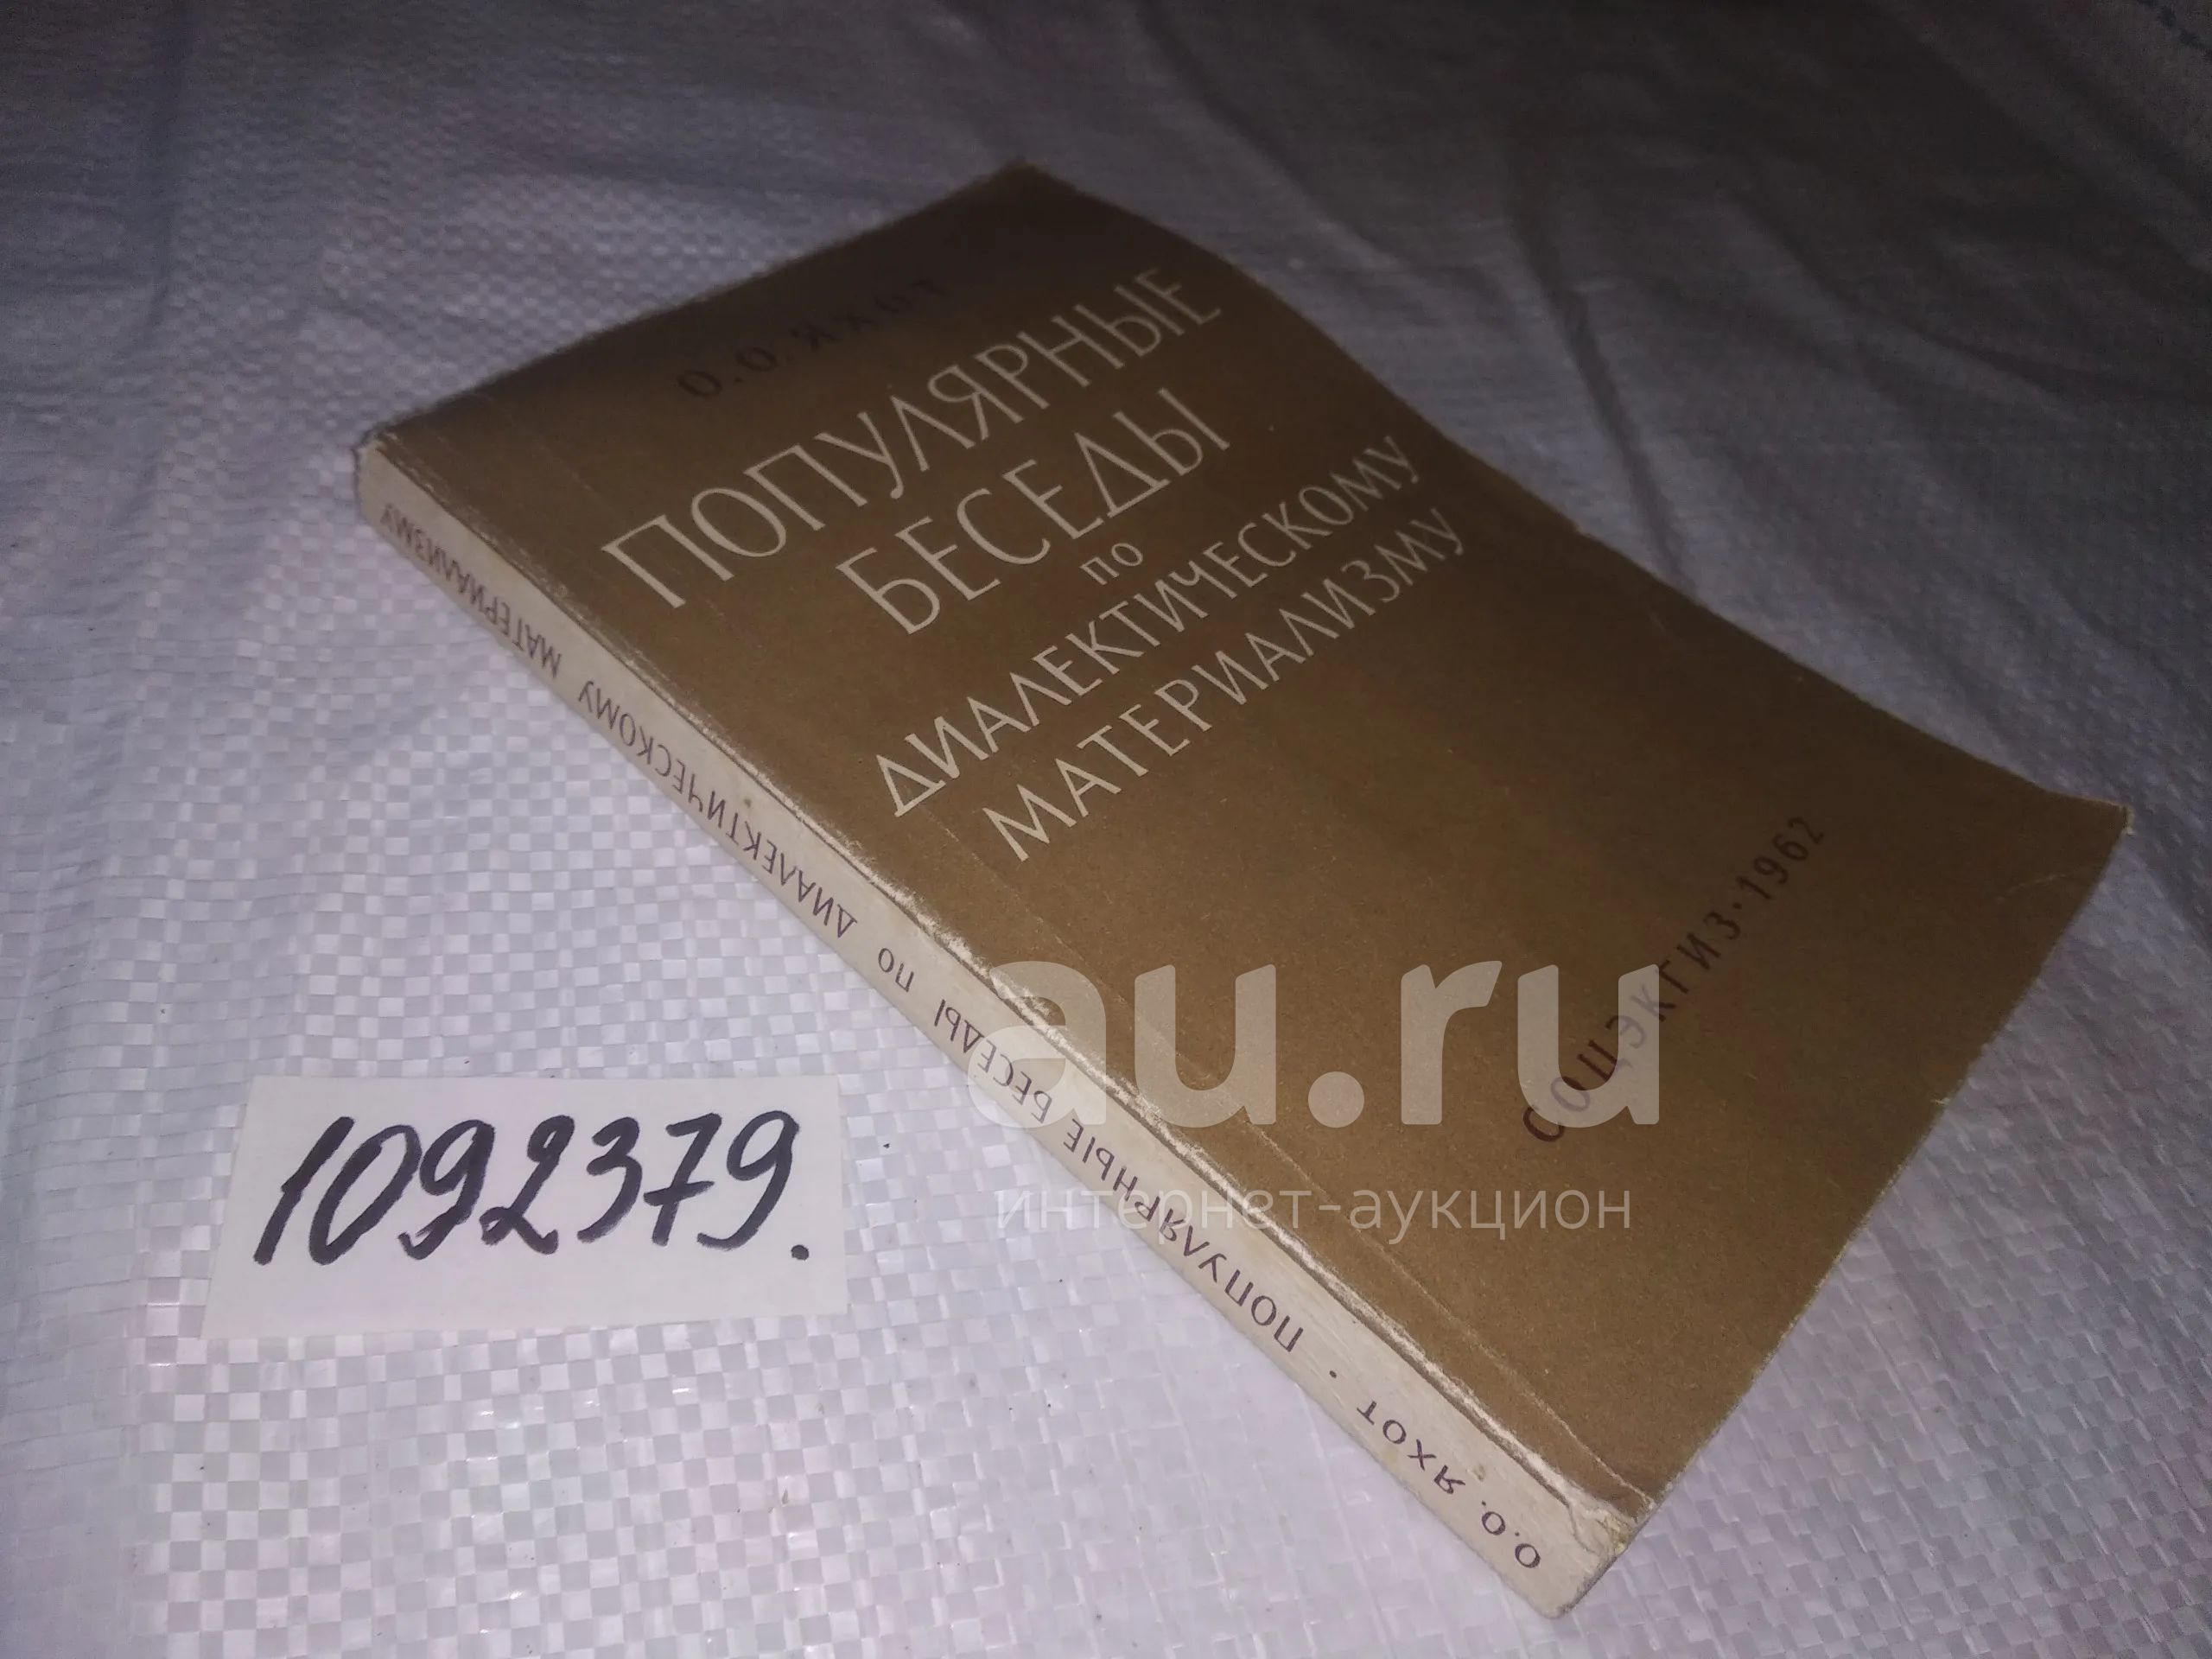 О.О. ЯХОТ
ПОПУЛЯРНЫЕ
БЕСЕДЫ
ПО
ДИАЛЕКТИЧЕСКОМУ
МАТЕРИАЛИЗМУ
СОЦЭКГИЗ·1962
О.О. ЯХОТ · ПОПУЛЯРНЫЕ БЕСЕДЫ ПО ДИАЛЕКТИЧЕСКОМУ МАТЕРИАЛИЗМУ
1092379.
au.ru
интернет-аукцион